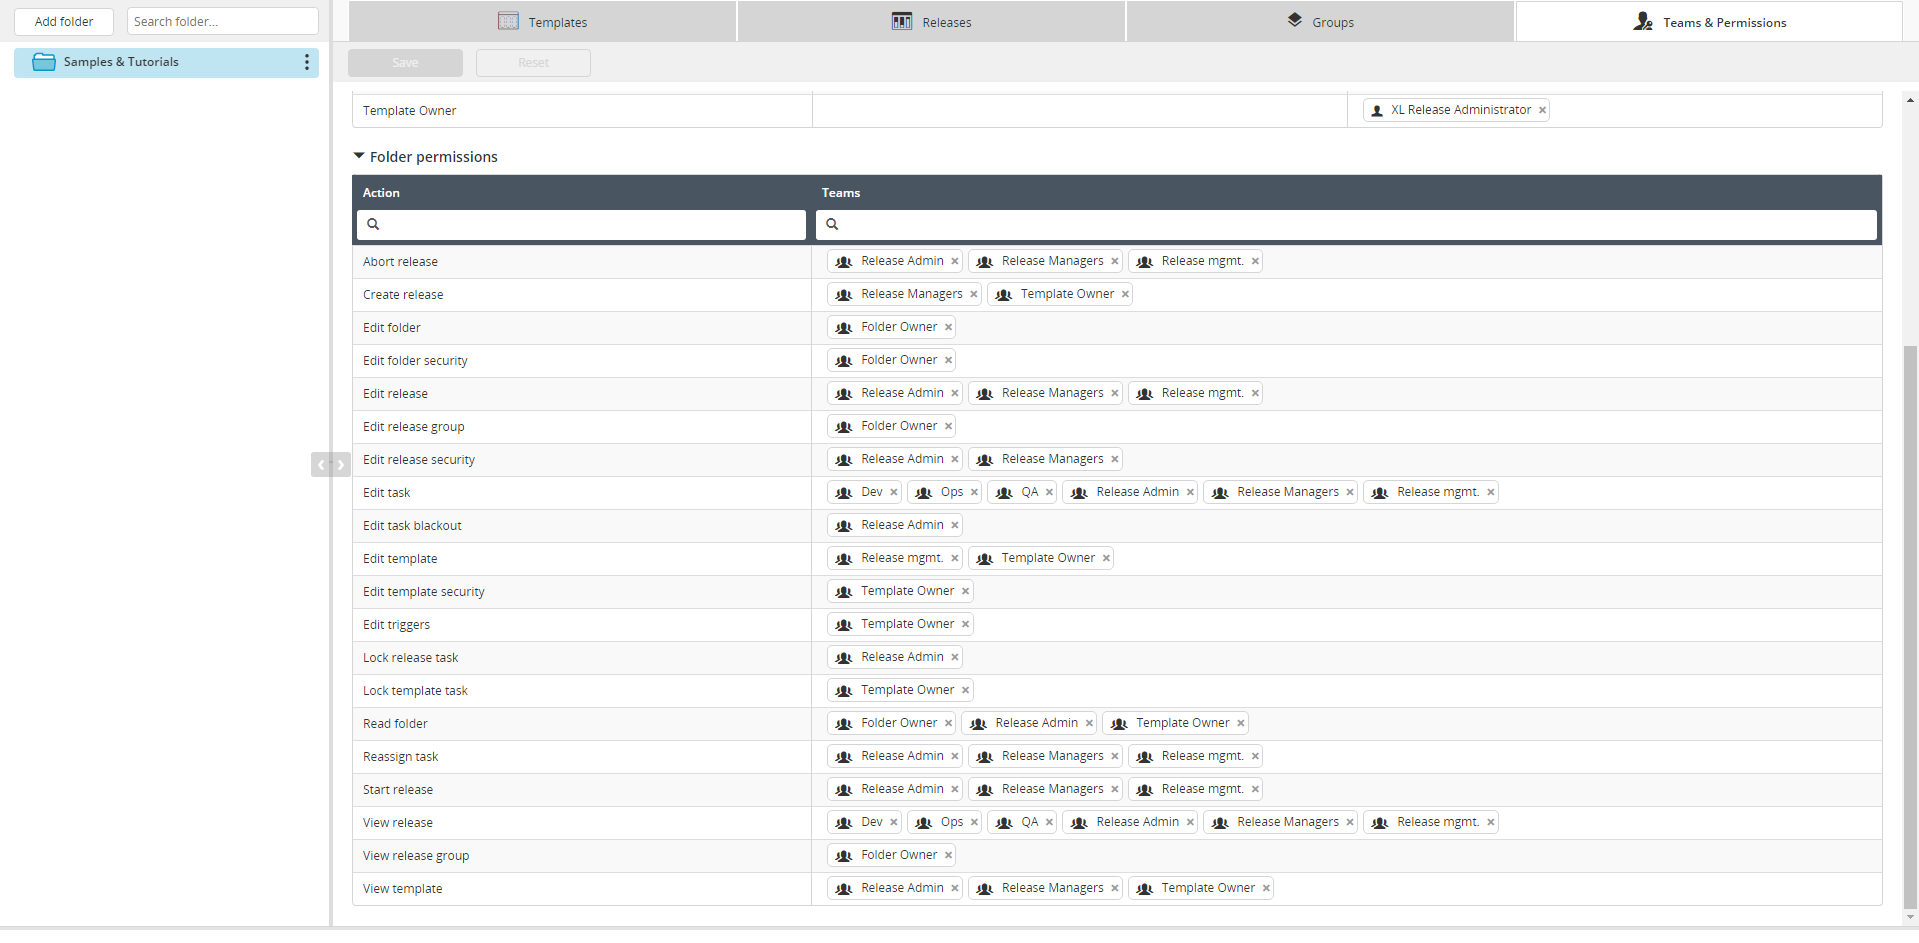 Add folder
Search folder...
Samples & Tutorials
Templates
Releases
Groups
Teams & Permissions
Save
Reset
Template Owner XL Release Administrator ×
Folder permissions
Action Teams
Abort release Release Admin × Release Managers × Release mgmt. ×
Create release Release Managers × Template Owner ×
Edit folder Folder Owner ×
Edit folder security Folder Owner ×
Edit release Release Admin × Release Managers × Release mgmt. ×
Edit release group Folder Owner ×
Edit release security Release Admin × Release Managers ×
Edit task Dev × Ops × QA × Release Admin × Release Managers × Release mgmt. ×
Edit task blackout Release Admin ×
Edit template Release mgmt. × Template Owner ×
Edit template security Template Owner ×
Edit triggers Template Owner ×
Lock release task Release Admin ×
Lock template task Template Owner ×
Read folder Folder Owner × Release Admin × Template Owner ×
Reassign task Release Admin × Release Managers × Release mgmt. ×
Start release Release Admin × Release Managers × Release mgmt. ×
View release Dev × Ops × QA × Release Admin × Release Managers × Release mgmt. ×
View release group Folder Owner ×
View template Release Admin × Release Managers × Template Owner ×